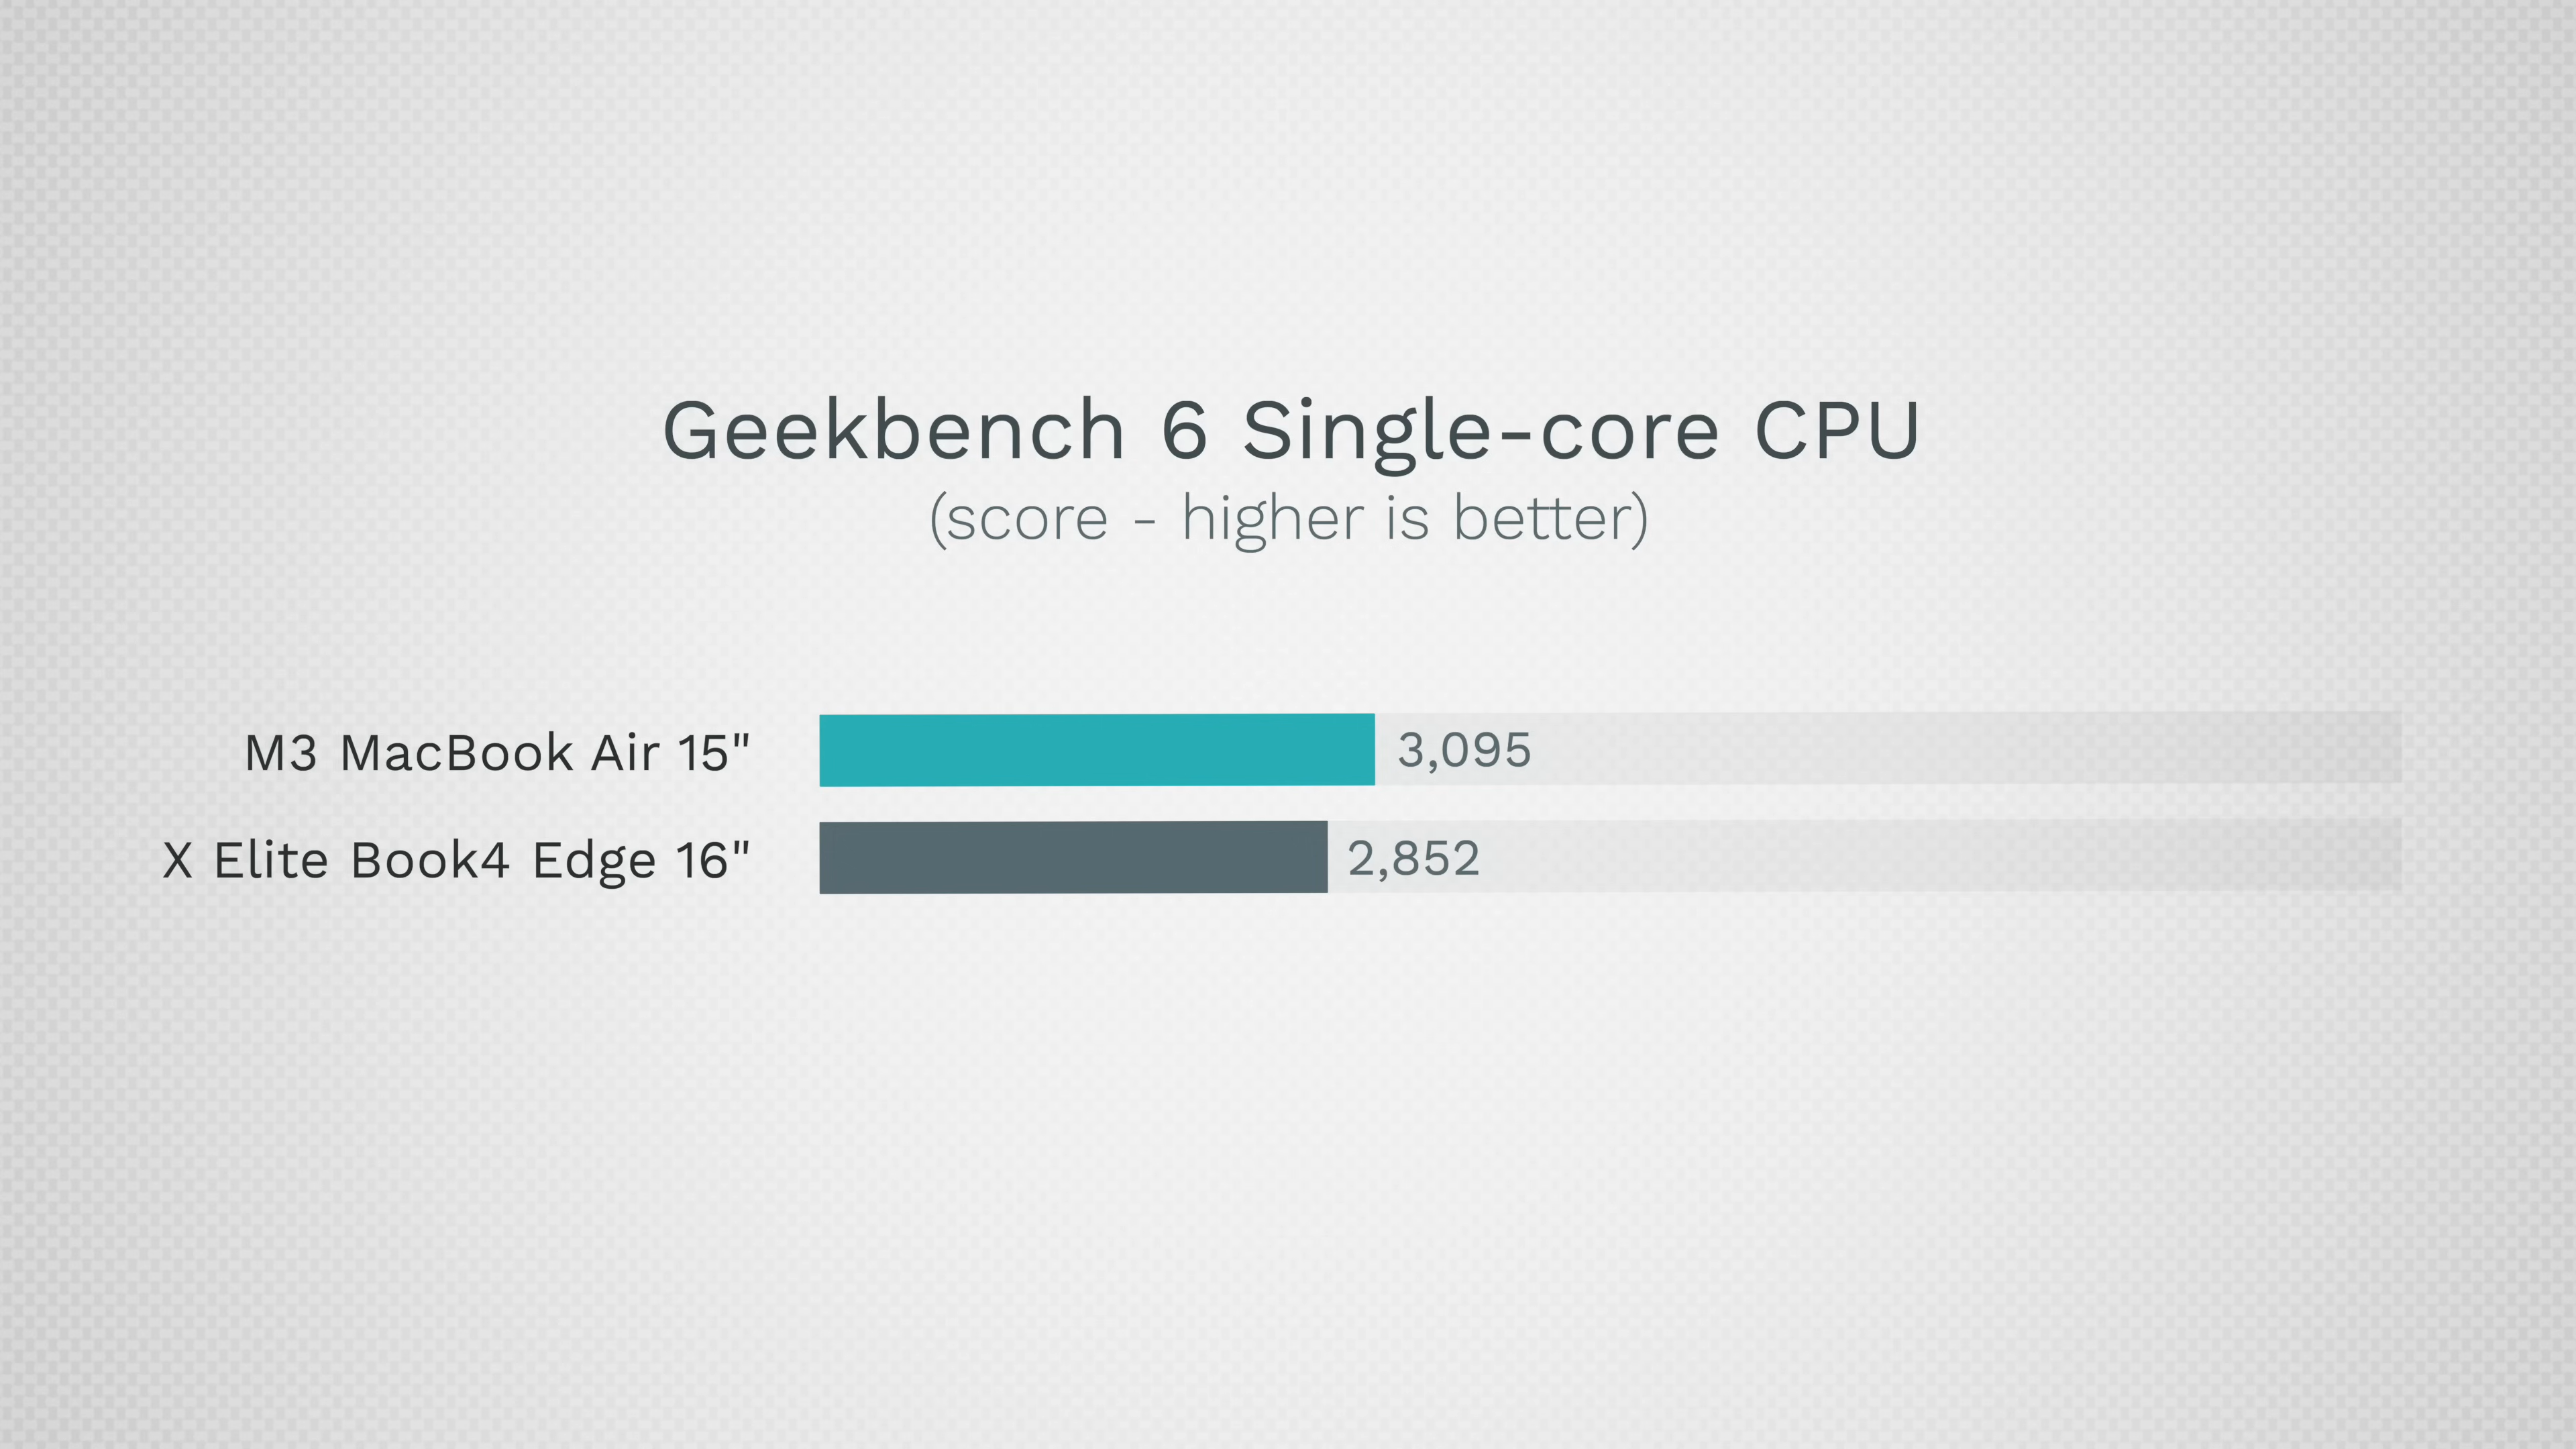 Geekbench 6 Single-core CPU
(score - higher is better)
M3 MacBook Air 15" 3,095
X Elite Book4 Edge 16" 2,852